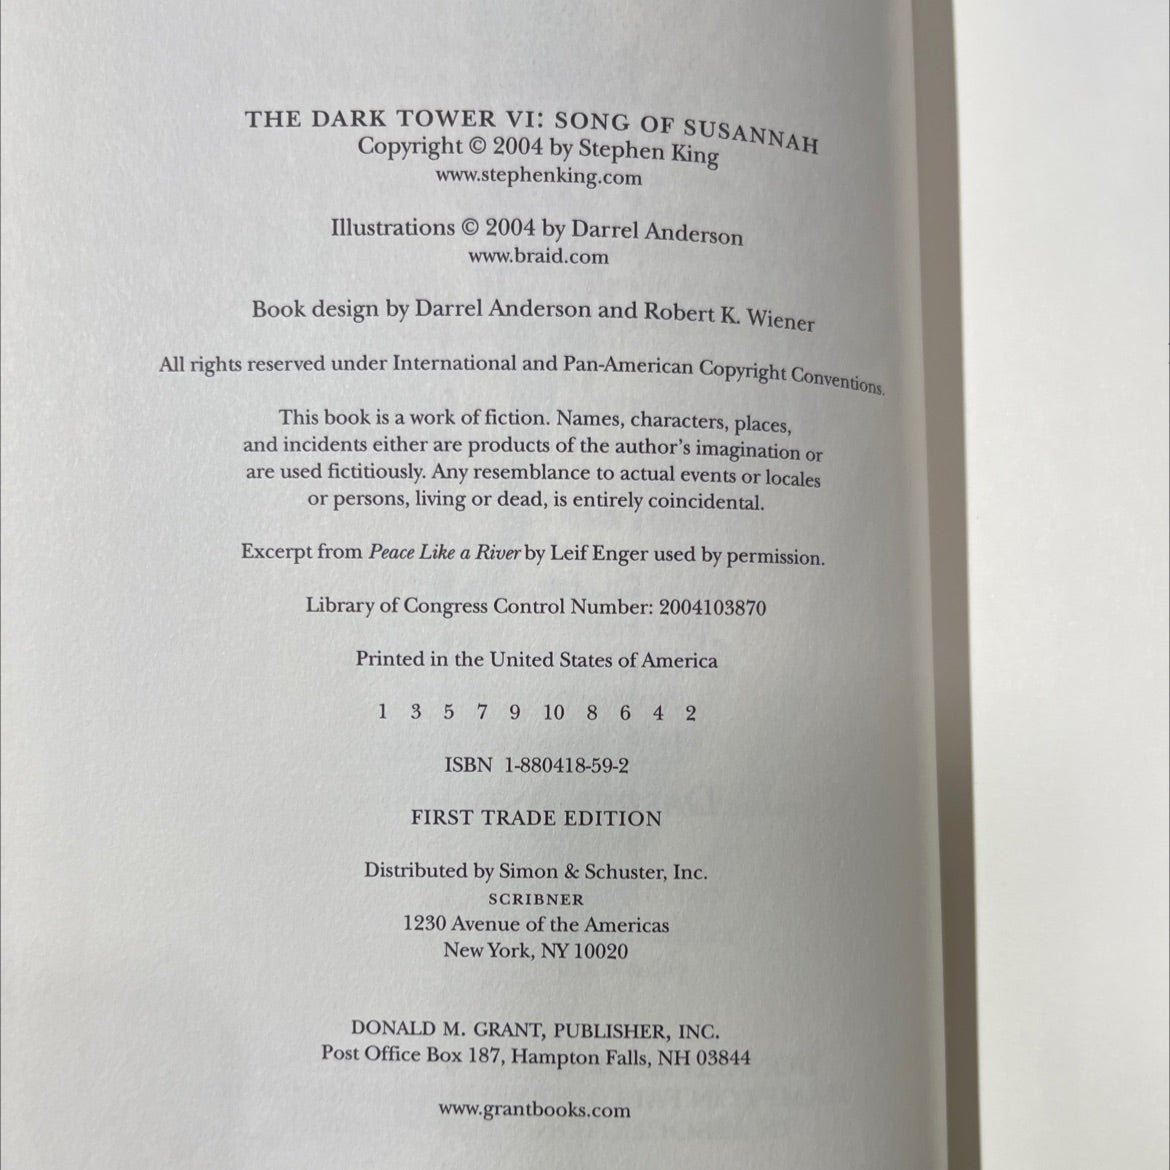 THE DARK TOWER VI: SONG OF SUSANNAH
Copyright © 2004 by Stephen King
www.stephenking.com
Illustrations © 2004 by Darrel Anderson
www.braid.com
Book design by Darrel Anderson and Robert K. Wiener
All rights reserved under International and Pan-American Copyright Conventions.
This book is a work of fiction. Names, characters, places,
and incidents either are products of the author's imagination or
are used fictitiously. Any resemblance to actual events or locales
or persons, living or dead, is entirely coincidental.
Excerpt from Peace Like a River by Leif Enger used by permission.
Library of Congress Control Number: 2004103870
Printed in the United States of America
1 3 5 7 9 10 8 6 4 2
ISBN 1-880418-59-2
FIRST TRADE EDITION
Distributed by Simon & Schuster, Inc.
SCRIBNER
1230 Avenue of the Americas
New York, NY 10020
DONALD M. GRANT, PUBLISHER, INC.
Post Office Box 187, Hampton Falls, NH 03844
www.grantbooks.com